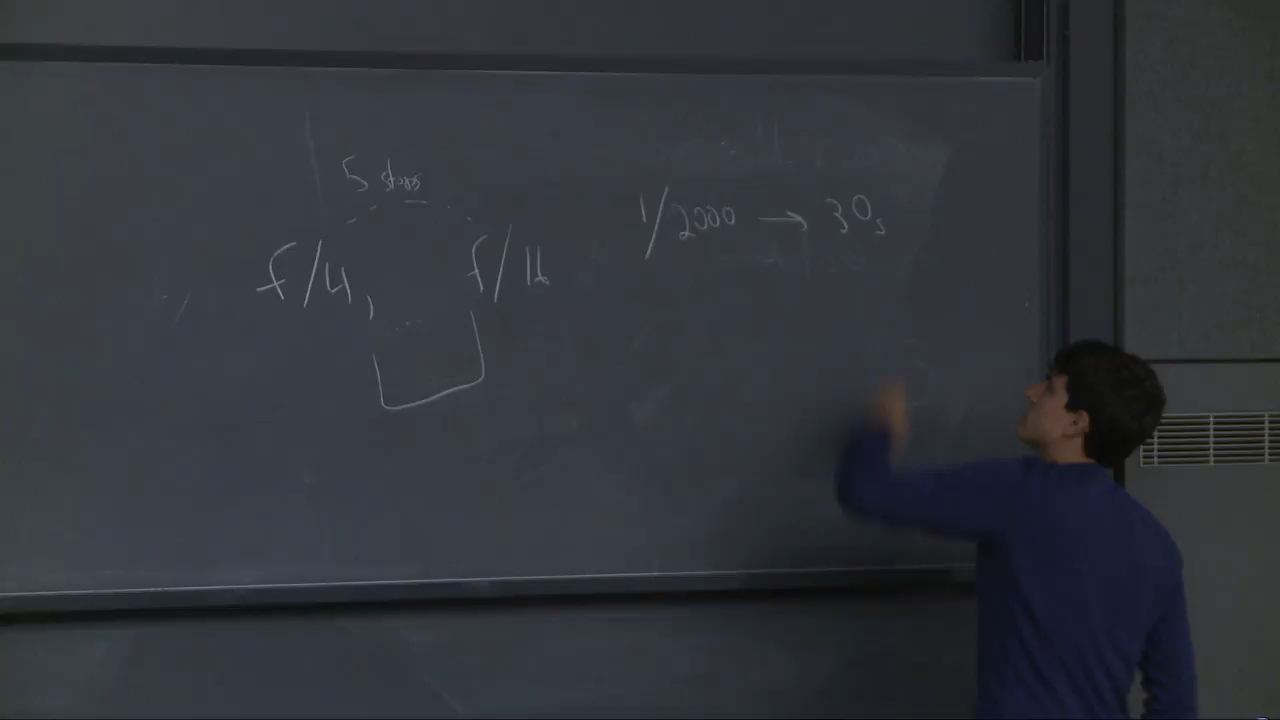 5 stops
f/4, f/16
1/2000 → 30s